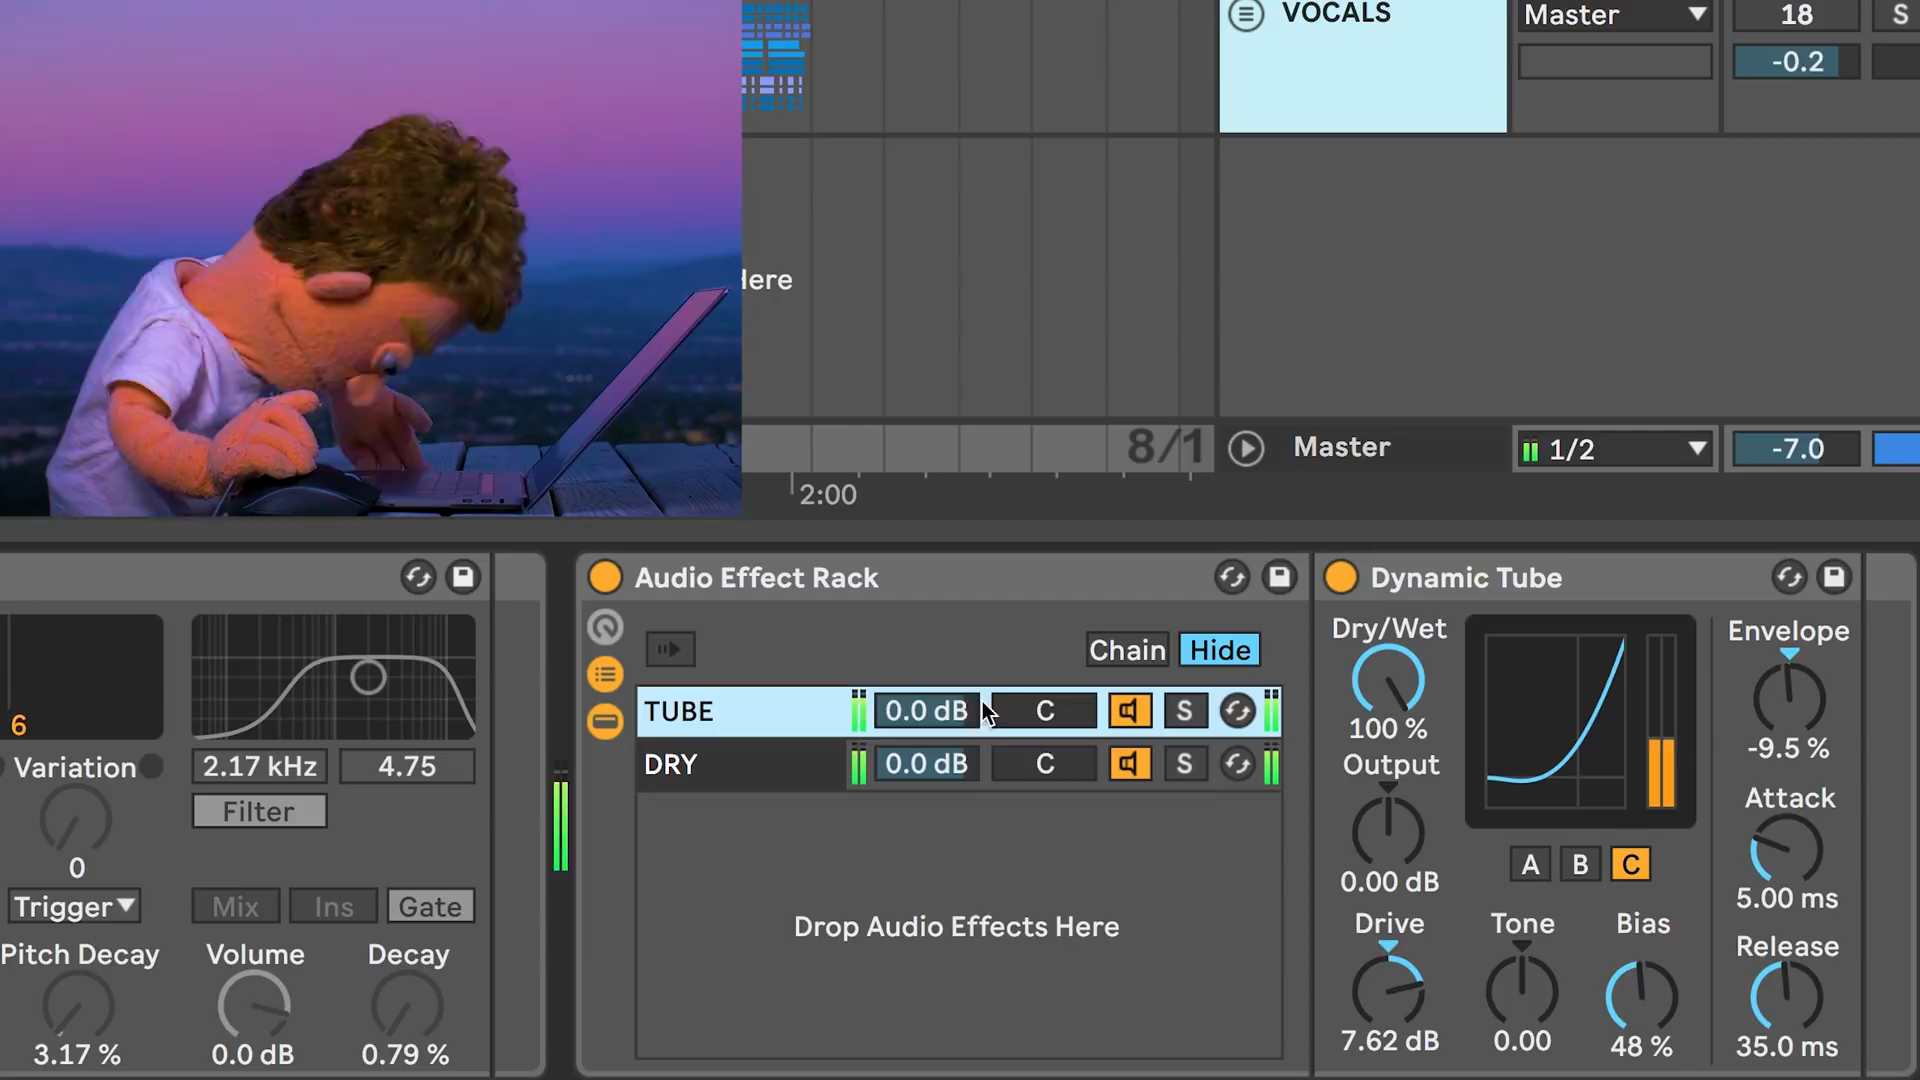 VOCALS
Master
18
S
-0.2
Here
8/1
Master
1/2
-7.0
2:00
Audio Effect Rack
Dynamic Tube
Chain
Hide
TUBE
0.0 dB
C
S
DRY
0.0 dB
C
S
Drop Audio Effects Here
6
Variation
0
2.17 kHz
4.75
Filter
Trigger
Mix
Ins
Gate
Pitch Decay
Volume
Decay
3.17 %
0.0 dB
0.79 %
Dry/Wet
100 %
Output
0.00 dB
A
B
C
Drive
Tone
Bias
7.62 dB
0.00
48 %
Envelope
-9.5 %
Attack
5.00 ms
Release
35.0 ms